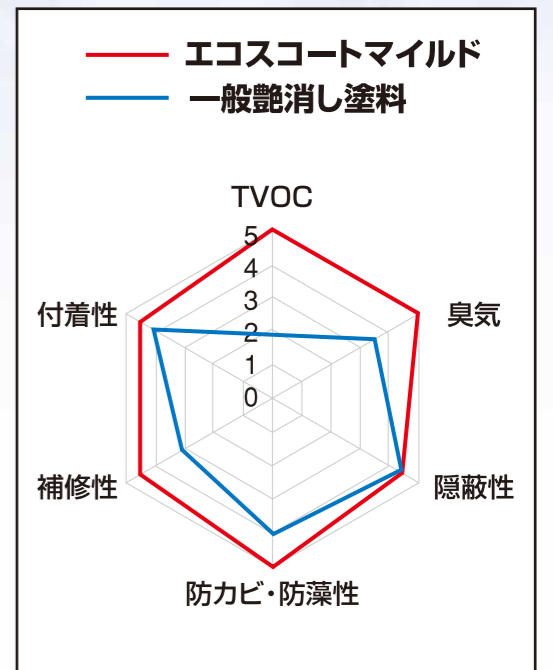 エコスコートマイルド
一般艶消し塗料
TVOC
5
4
3
2
1
0
付着性
臭気
補修性
隠蔽性
防カビ・防藻性